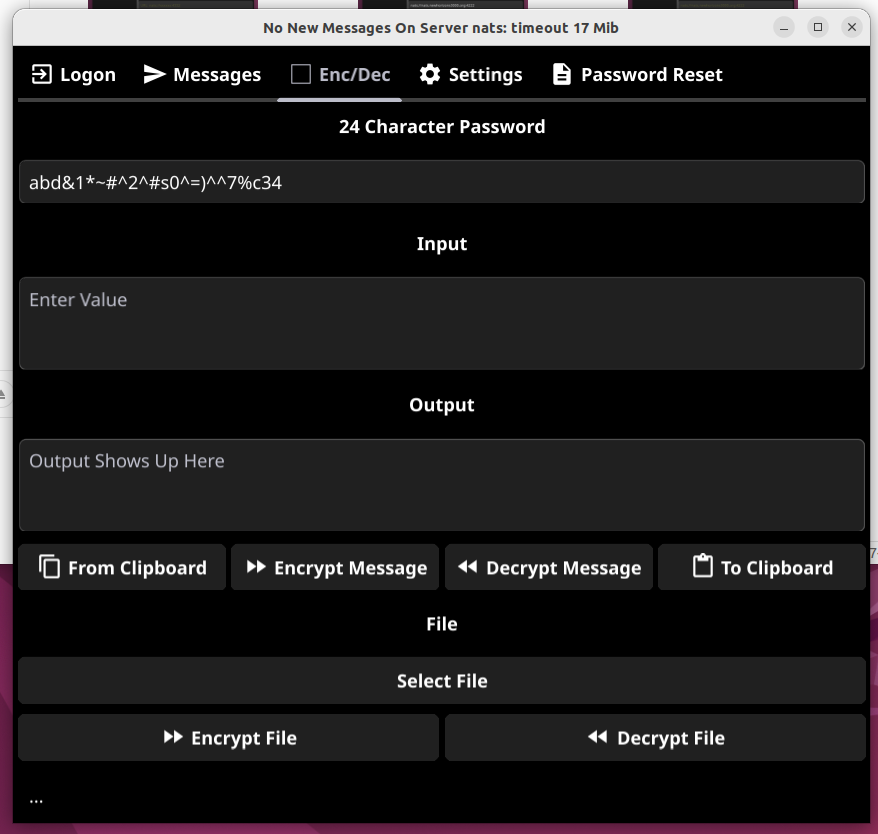 No New Messages On Server nats: timeout 17 Mib
Logon Messages Enc/Dec Settings Password Reset
24 Character Password
abd&1*~#^2^#s0^=)^^7%c34
Input
Enter Value
Output
Output Shows Up Here
From Clipboard Encrypt Message Decrypt Message To Clipboard
File
Select File
Encrypt File Decrypt File
...